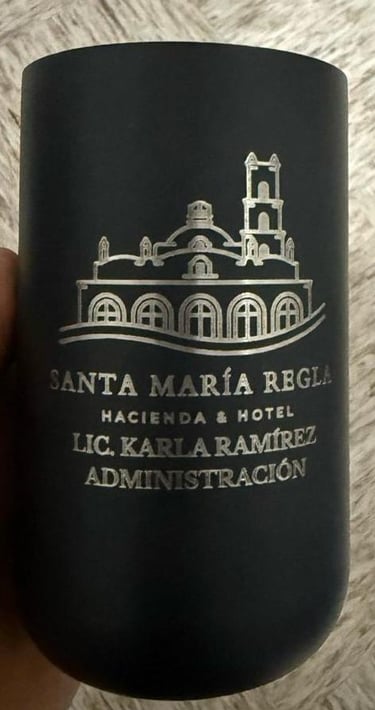 SANTA MARÍA REGLA
HACIENDA & HOTEL
LIC. KARLA RAMÍREZ
ADMINISTRACIÓN